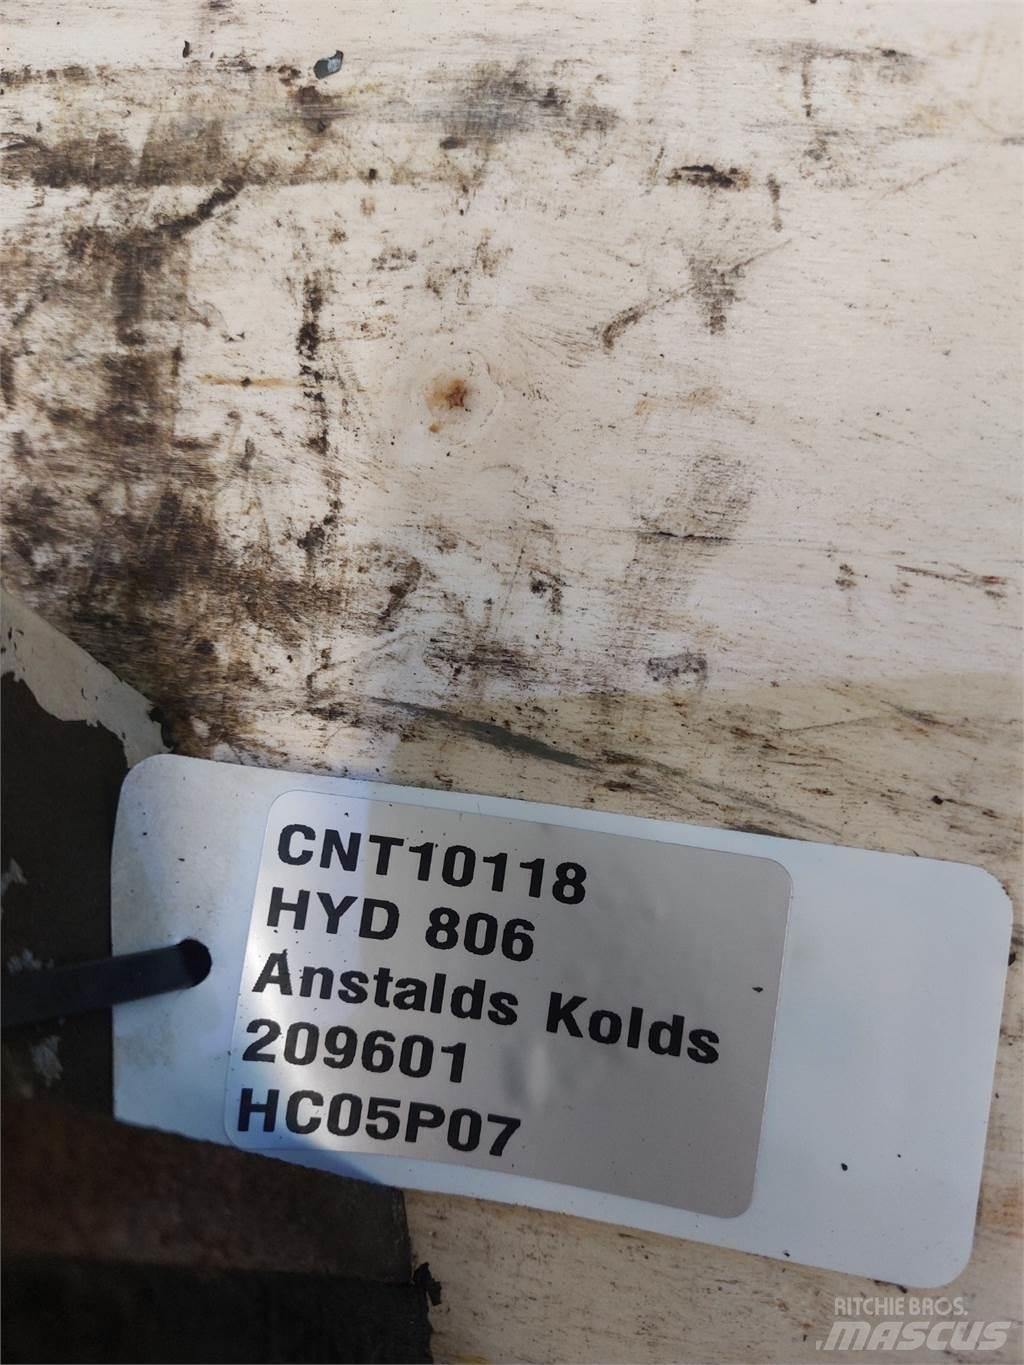 CNT10118
HYD 806
Anstalds Kolds
209601
HC05P07
RITCHIE BROS.
MASCUS